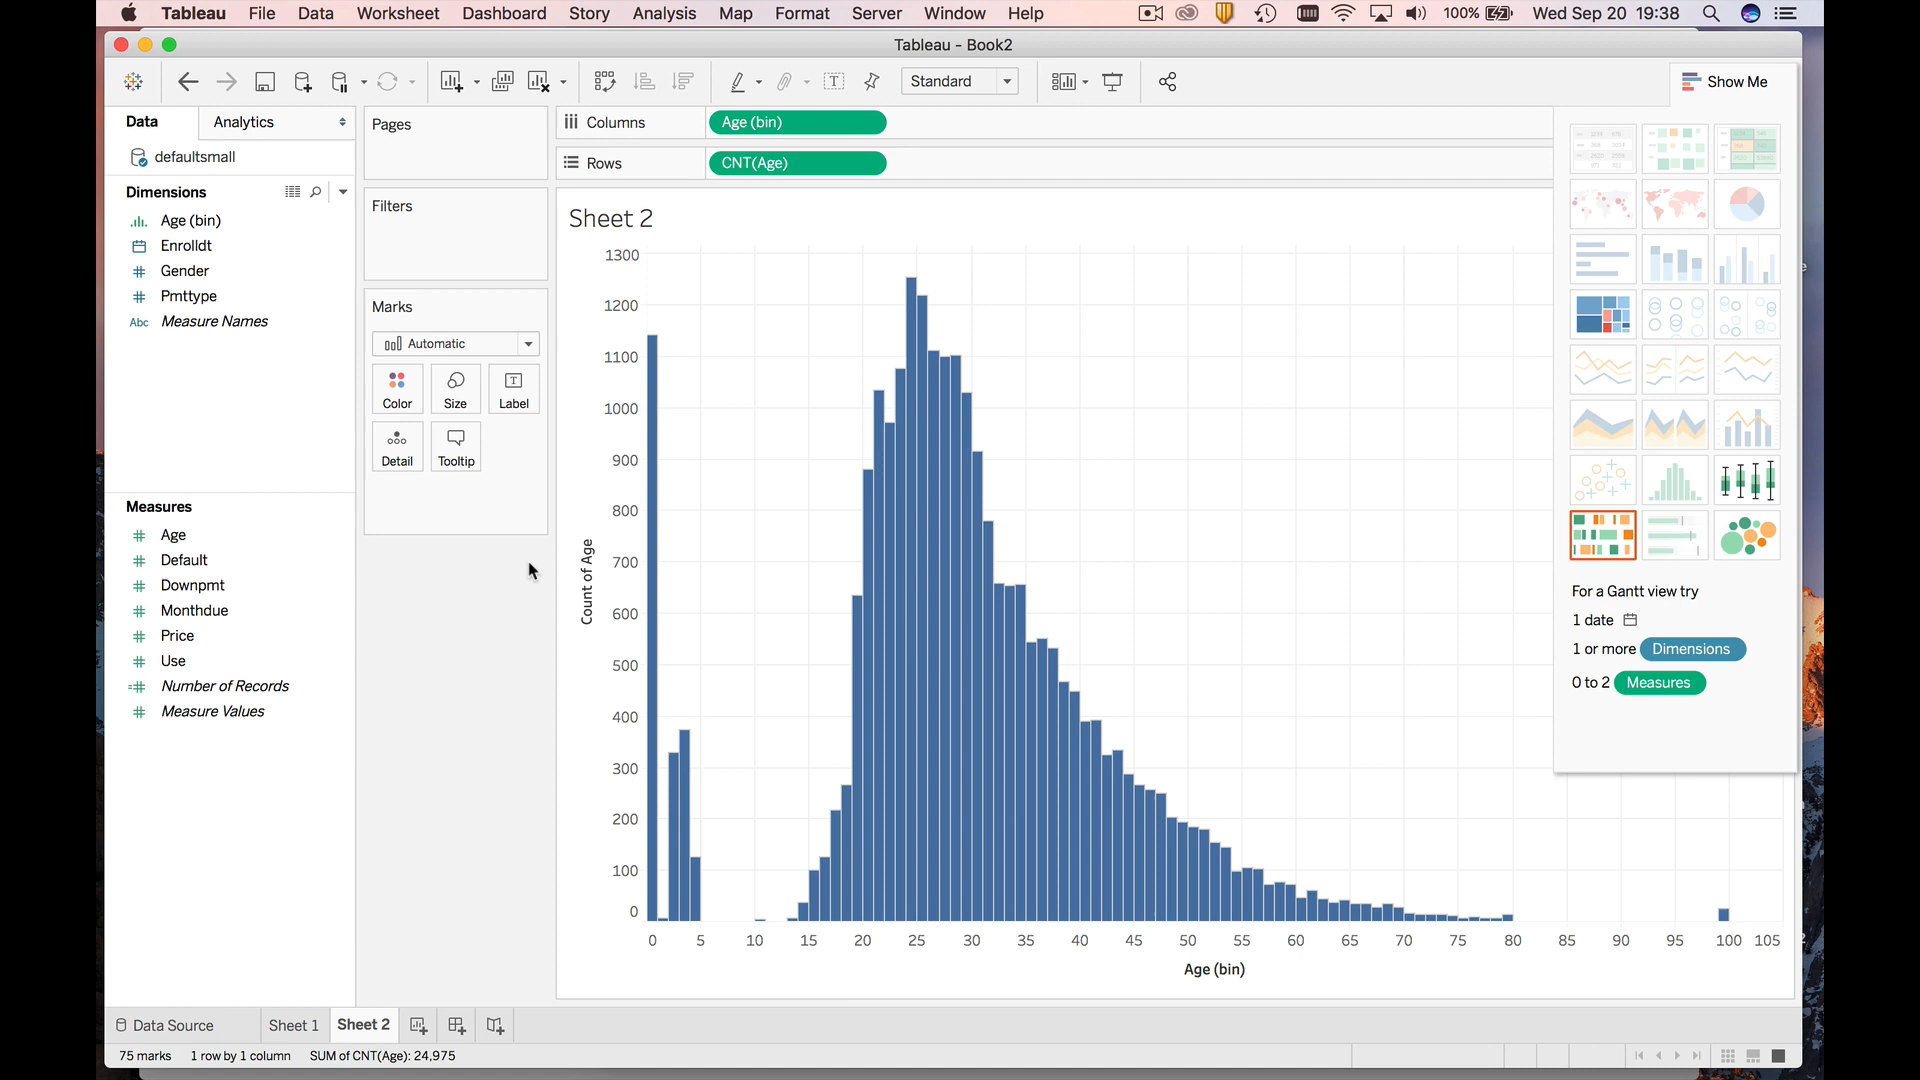 Tableau File Data Worksheet Dashboard Story Analysis Map Format Server Window Help 100% Wed Sep 20 19:38
Tableau - Book2
Standard
Show Me
Data Analytics
defaultsmall
Dimensions
Age (bin)
Enrolldt
Gender
Pmttype
Abc Measure Names
Measures
Age
Default
Downpmt
Monthdue
Price
Use
Number of Records
Measure Values
Pages
Filters
Marks
Automatic
Color Size Label
Detail Tooltip
Columns Age (bin)
Rows CNT(Age)
Sheet 2
1300
1200
1100
1000
900
800
700
600
500
400
300
200
100
0
Count of Age
0 5 10 15 20 25 30 35 40 45 50 55 60 65 70 75 80 85 90 95 100 105
Age (bin)
For a Gantt view try
1 date
1 or more Dimensions
0 to 2 Measures
Data Source Sheet 1 Sheet 2
75 marks 1 row by 1 column SUM of CNT(Age): 24,975